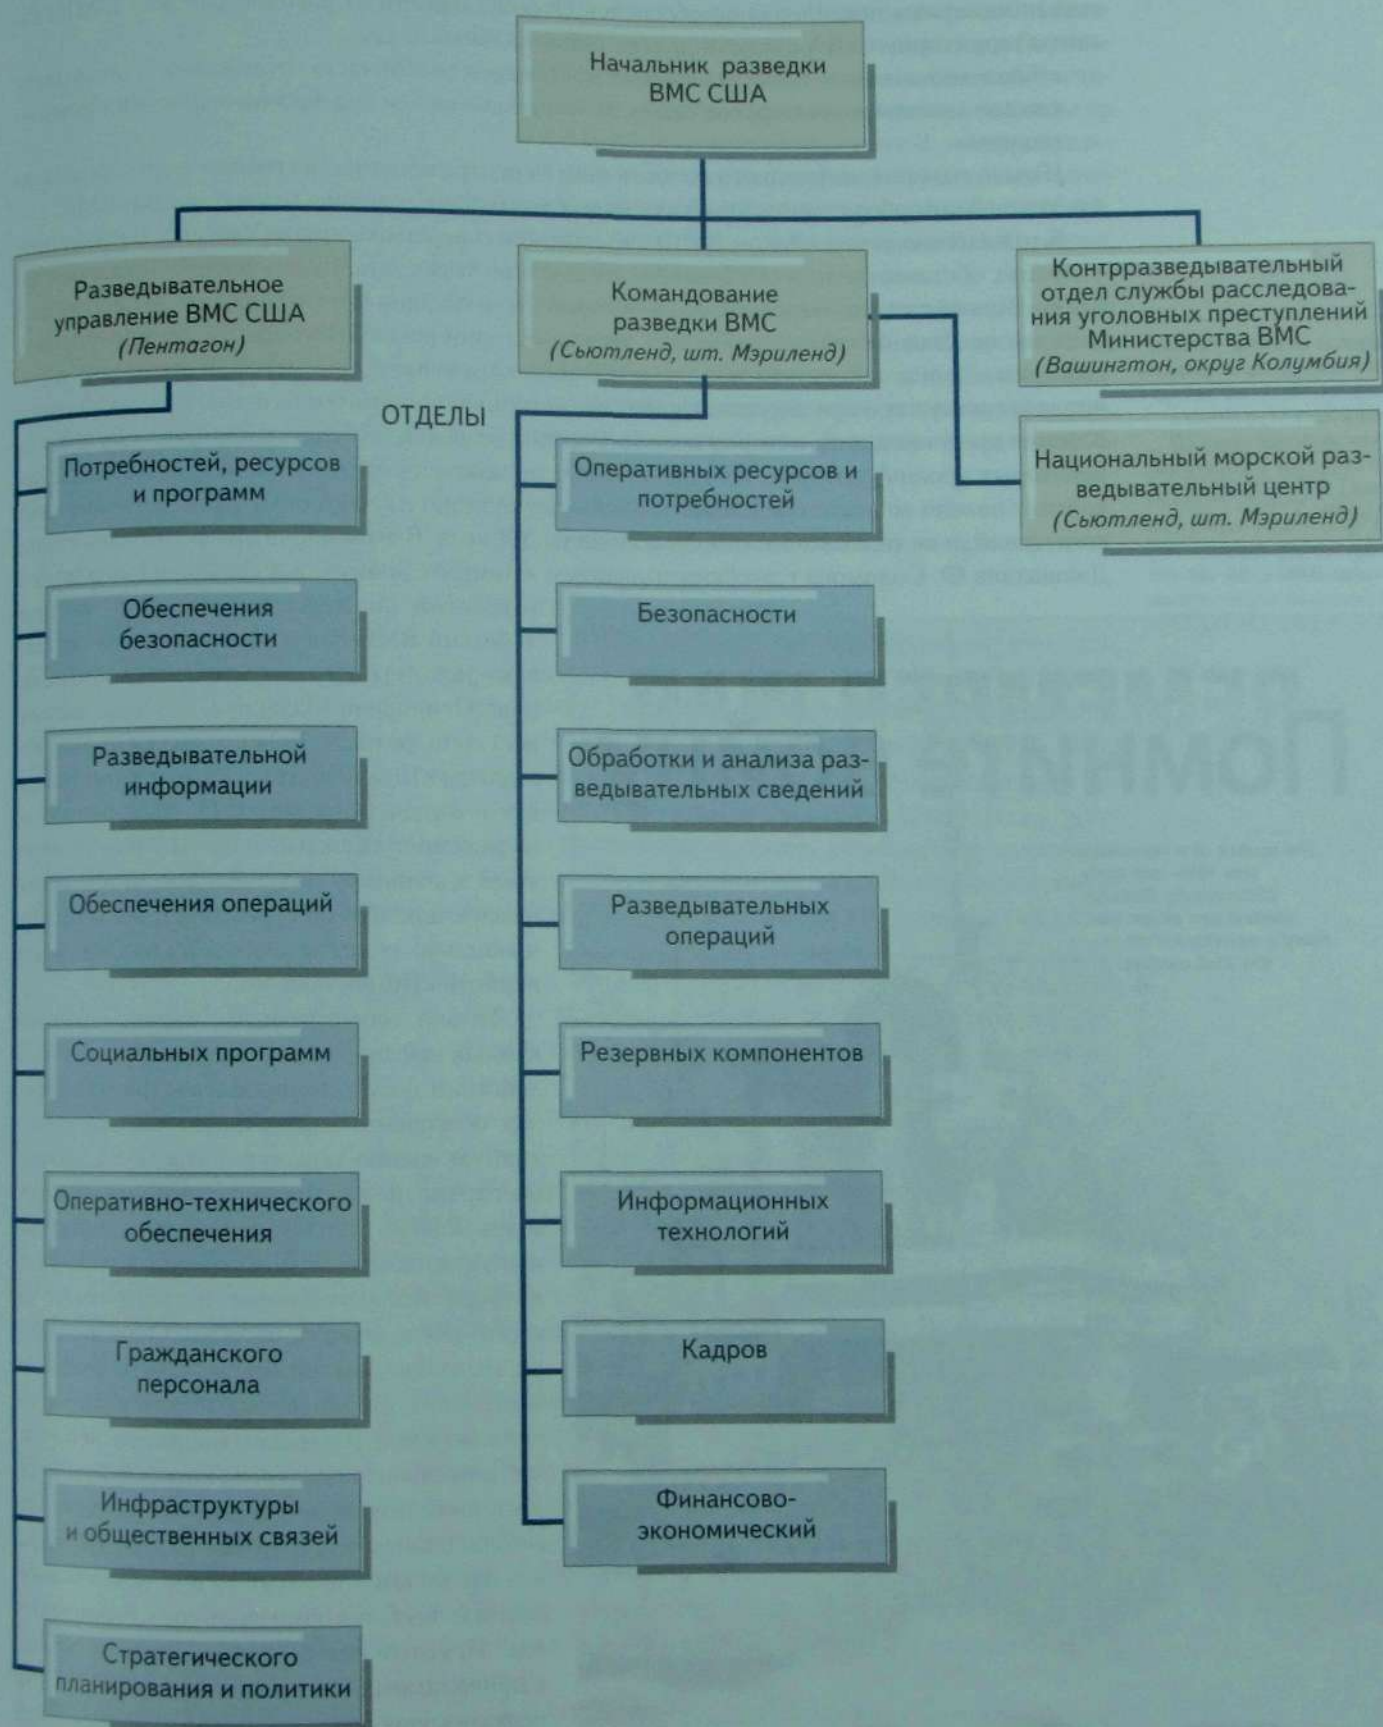 Начальник разведки
ВМС США
Разведывательное
управление ВМС США
(Пентагон)
Командование
разведки ВМС
(Сьютленд, шт. Мэриленд)
Контрразведывательный
отдел службы расследова-
ния уголовных преступлений
Министерства ВМС
(Вашингтон, округ Колумбия)
Национальный морской раз-
ведывательный центр
(Сьютленд, шт. Мэриленд)
ОТДЕЛЫ
Потребностей, ресурсов
и программ
Обеспечения
безопасности
Разведывательной
информации
Обеспечения операций
Социальных программ
Оперативно-технического
обеспечения
Гражданского
персонала
Инфраструктуры
и общественных связей
Стратегического
планирования и политики
Оперативных ресурсов и
потребностей
Безопасности
Обработки и анализа раз-
ведывательных сведений
Разведывательных
операций
Резервных компонентов
Информационных
технологий
Кадров
Финансово-
экономический